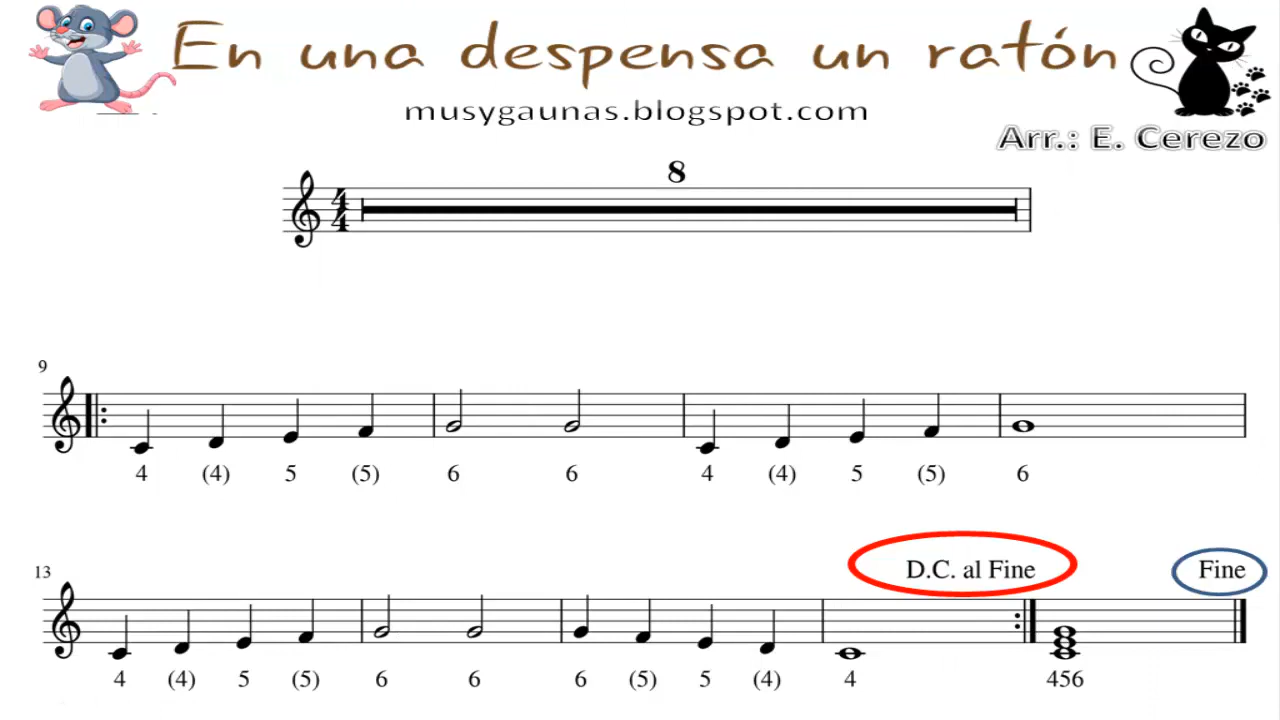 En una despensa un ratón
musygaunas.blogspot.com
Arr.: E. Cerezo
8
4
4
9
4 (4) 5 (5) 6 6 4 (4) 5 (5) 6
D.C. al Fine Fine
13
4 (4) 5 (5) 6 6 6 (5) 5 (4) 4 456